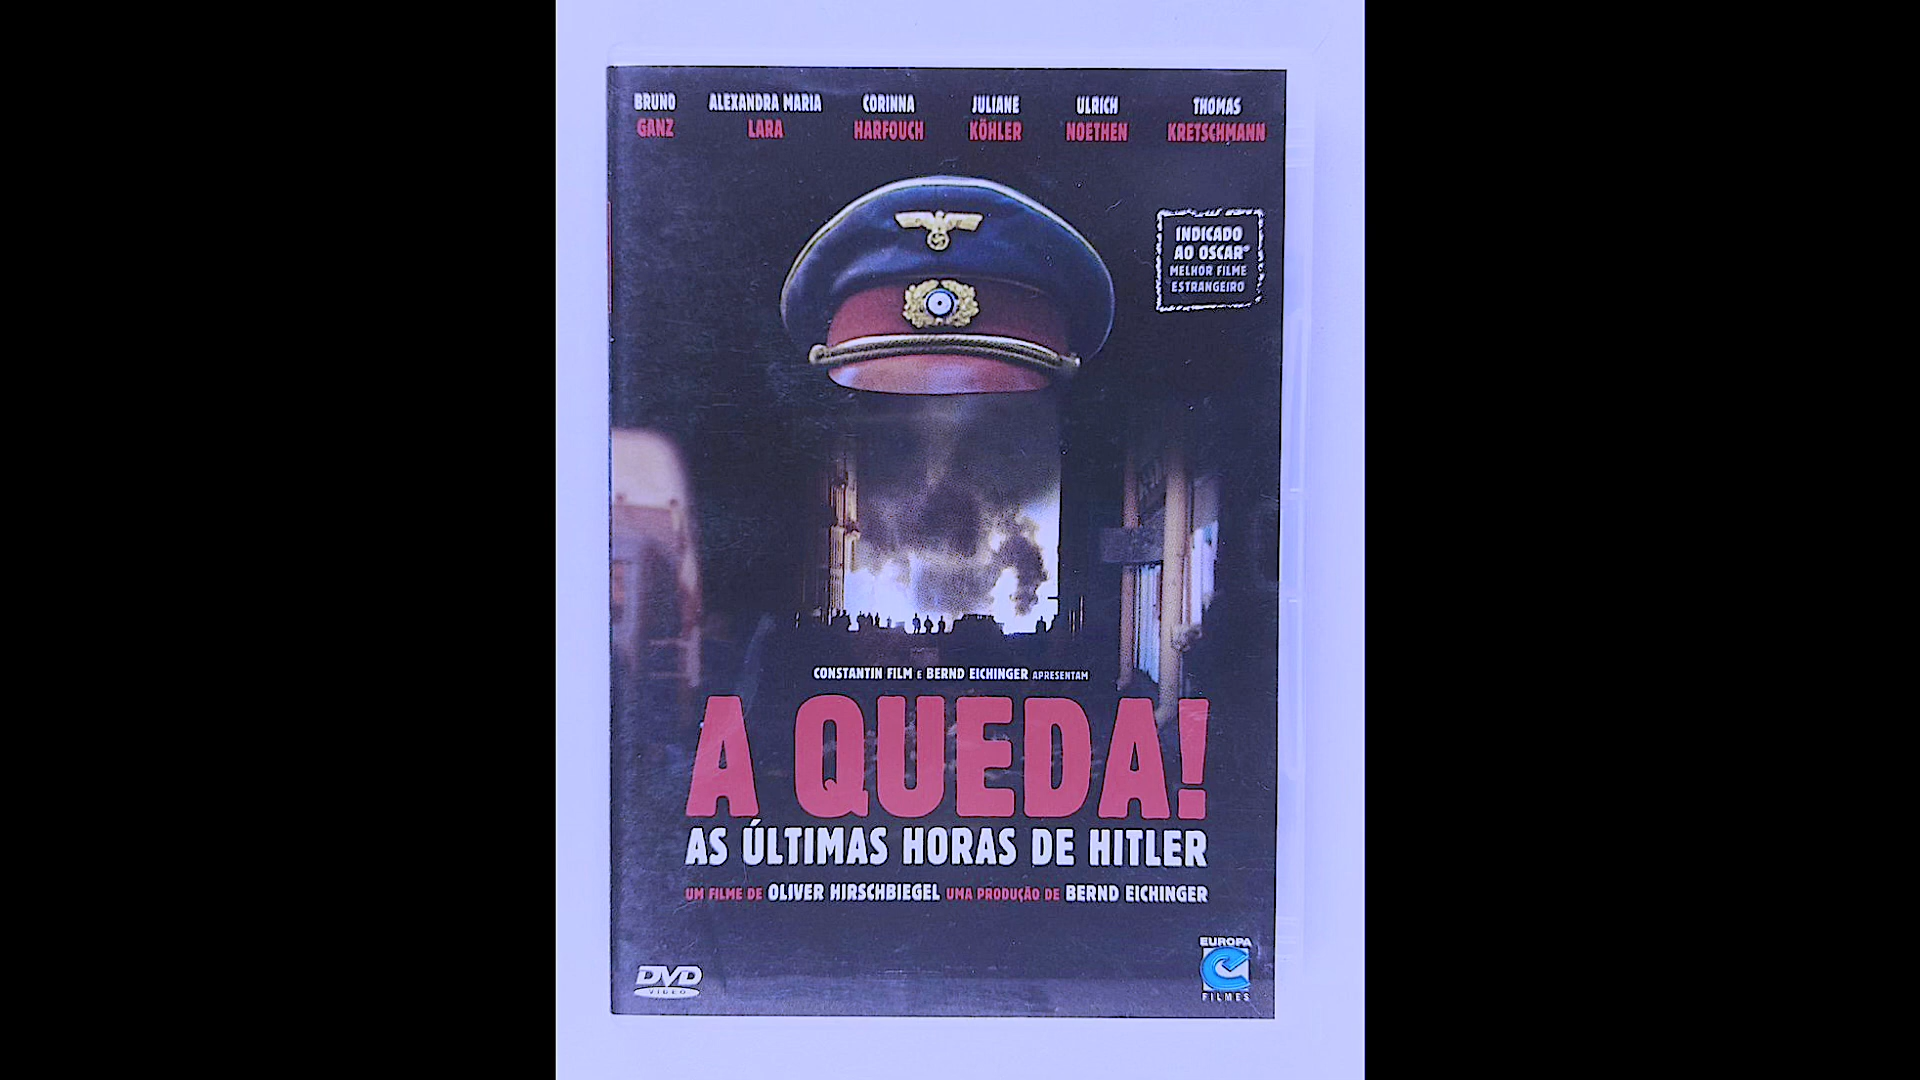 BRUNO GANZ
ALEXANDRA MARIA LARA
CORINNA HARFOUCH
JULIANE KÖHLER
ULRICH NOETHEN
THOMAS KRETSCHMANN
INDICADO
AO OSCAR®
MELHOR FILME
ESTRANGEIRO
CONSTANTIN FILM E BERND EICHINGER APRESENTAM
A QUEDA!
AS ÚLTIMAS HORAS DE HITLER
UM FILME DE OLIVER HIRSCHBIEGEL UMA PRODUÇÃO DE BERND EICHINGER
DVD
VIDEO
EUROPA
FILMES